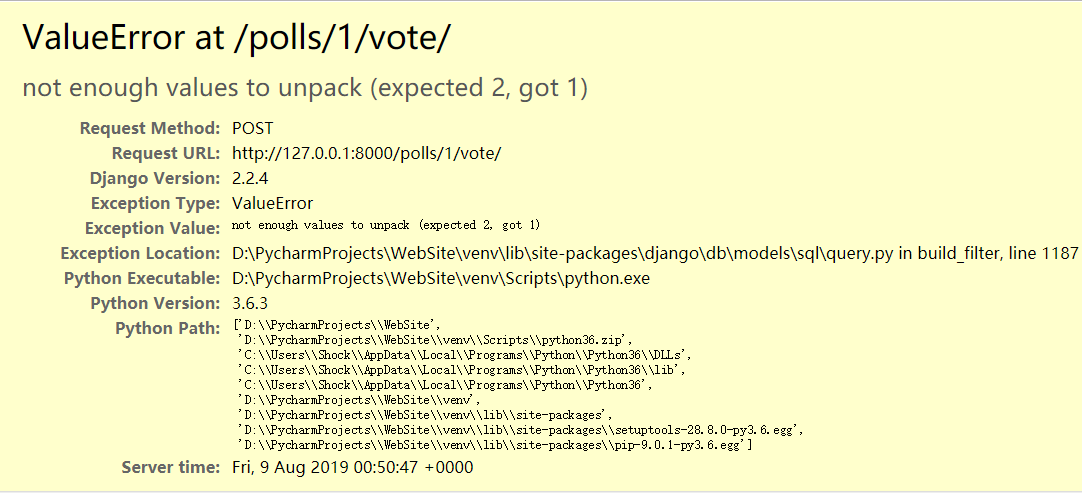 ValueError at /polls/1/vote/
not enough values to unpack (expected 2, got 1)
Request Method: POST
Request URL: http://127.0.0.1:8000/polls/1/vote/
Django Version: 2.2.4
Exception Type: ValueError
Exception Value: not enough values to unpack (expected 2, got 1)
Exception Location: D:\PycharmProjects\WebSite\venv\lib\site-packages\django\db\models\sql\query.py in build_filter, line 1187
Python Executable: D:\PycharmProjects\WebSite\venv\Scripts\python.exe
Python Version: 3.6.3
Python Path: ['D:\\PycharmProjects\\WebSite',
'D:\\PycharmProjects\\WebSite\\venv\\Scripts\\python36.zip',
'C:\\Users\\Shock\\AppData\\Local\\Programs\\Python\\Python36\\DLLs',
'C:\\Users\\Shock\\AppData\\Local\\Programs\\Python\\Python36\\lib',
'C:\\Users\\Shock\\AppData\\Local\\Programs\\Python\\Python36',
'D:\\PycharmProjects\\WebSite\\venv',
'D:\\PycharmProjects\\WebSite\\venv\\lib\\site-packages',
'D:\\PycharmProjects\\WebSite\\venv\\lib\\site-packages\\setuptools-28.8.0-py3.6.egg',
'D:\\PycharmProjects\\WebSite\\venv\\lib\\site-packages\\pip-9.0.1-py3.6.egg']
Server time: Fri, 9 Aug 2019 00:50:47 +0000